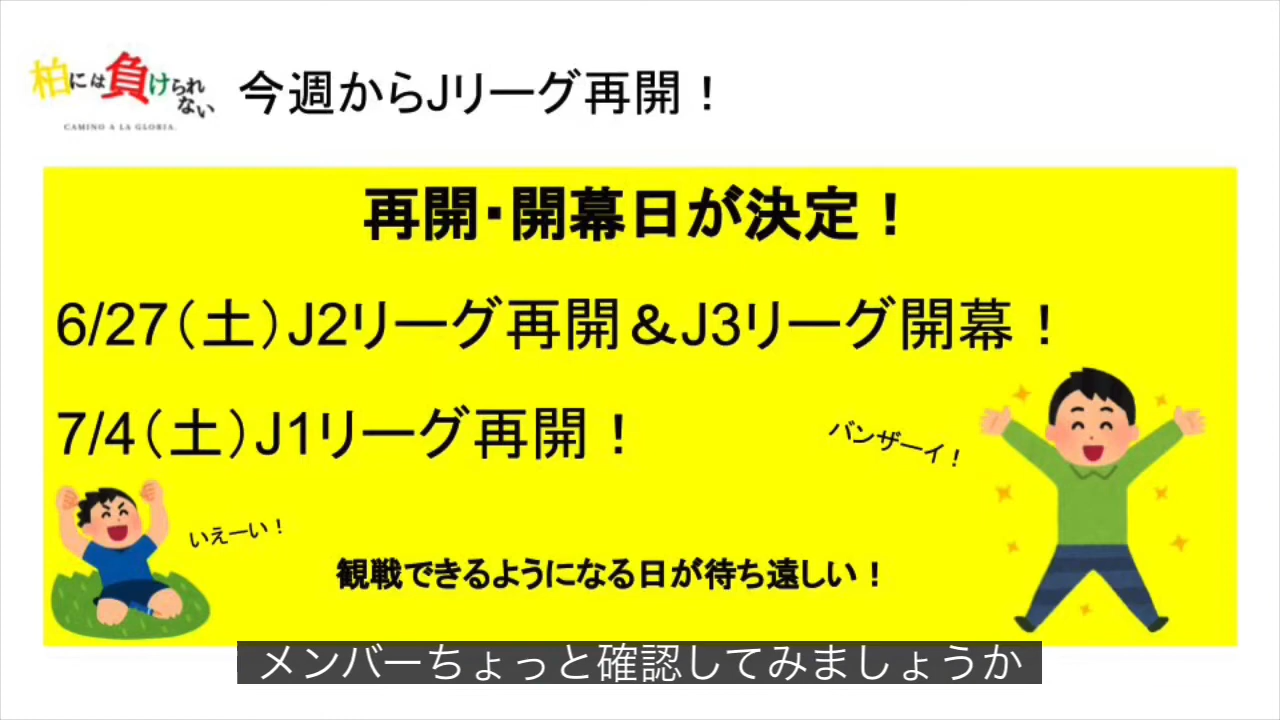 柏には負けられない
CAMINO A LA GLORIA.
今週からJリーグ再開！
再開・開幕日が決定！
6/27（土）J2リーグ再開＆J3リーグ開幕！
7/4（土）J1リーグ再開！
バンザーイ！
いえーい！
観戦できるようになる日が待ち遠しい！
メンバーちょっと確認してみましょうか